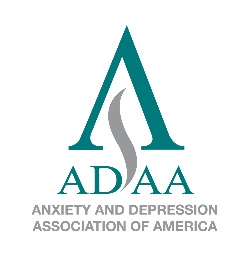 ADAA
ANXIETY AND DEPRESSION
ASSOCIATION OF AMERICA